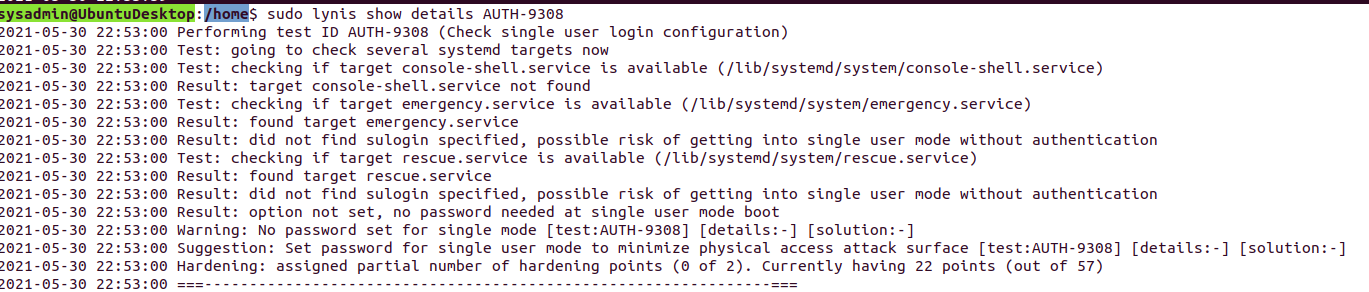 sysadmin@UbuntuDesktop:/home$ sudo lynis show details AUTH-9308
2021-05-30 22:53:00 Performing test ID AUTH-9308 (Check single user login configuration)
2021-05-30 22:53:00 Test: going to check several systemd targets now
2021-05-30 22:53:00 Test: checking if target console-shell.service is available (/lib/systemd/system/console-shell.service)
2021-05-30 22:53:00 Result: target console-shell.service not found
2021-05-30 22:53:00 Test: checking if target emergency.service is available (/lib/systemd/system/emergency.service)
2021-05-30 22:53:00 Result: found target emergency.service
2021-05-30 22:53:00 Result: did not find sulogin specified, possible risk of getting into single user mode without authentication
2021-05-30 22:53:00 Test: checking if target rescue.service is available (/lib/systemd/system/rescue.service)
2021-05-30 22:53:00 Result: found target rescue.service
2021-05-30 22:53:00 Result: did not find sulogin specified, possible risk of getting into single user mode without authentication
2021-05-30 22:53:00 Result: option not set, no password needed at single user mode boot
2021-05-30 22:53:00 Warning: No password set for single mode [test:AUTH-9308] [details:-] [solution:-]
2021-05-30 22:53:00 Suggestion: Set password for single user mode to minimize physical access attack surface [test:AUTH-9308] [details:-] [solution:-]
2021-05-30 22:53:00 Hardening: assigned partial number of hardening points (0 of 2). Currently having 22 points (out of 57)
2021-05-30 22:53:00 ===---------------------------------------------------------------===